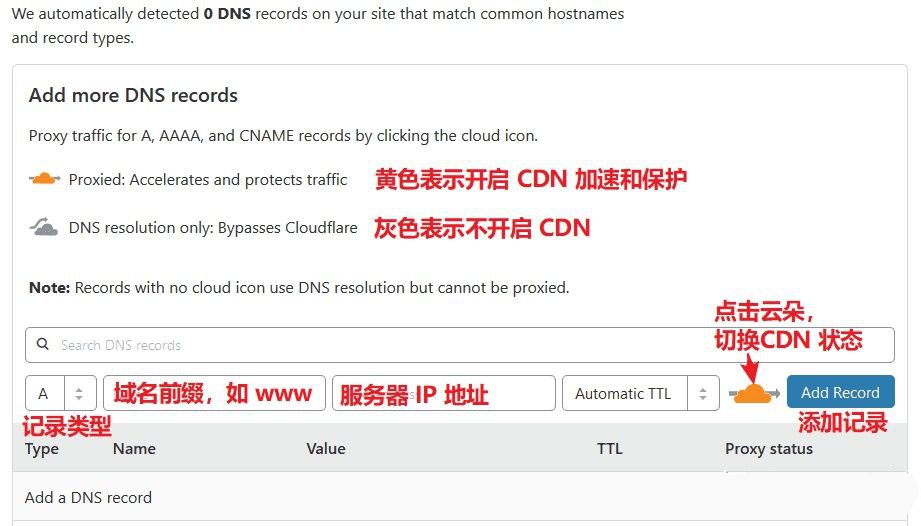 We automatically detected 0 DNS records on your site that match common hostnames
and record types.
Add more DNS records
Proxy traffic for A, AAAA, and CNAME records by clicking the cloud icon.
Proxied: Accelerates and protects traffic 黄色表示开启 CDN 加速和保护
DNS resolution only: Bypasses Cloudflare 灰色表示不开启 CDN
Note: Records with no cloud icon use DNS resolution but cannot be proxied.
点击云朵，
切换CDN 状态
Search DNS records
A 域名前缀，如 www 服务器 IP 地址 Automatic TTL Add Record
记录类型 添加记录
Type Name Value TTL Proxy status
Add a DNS record